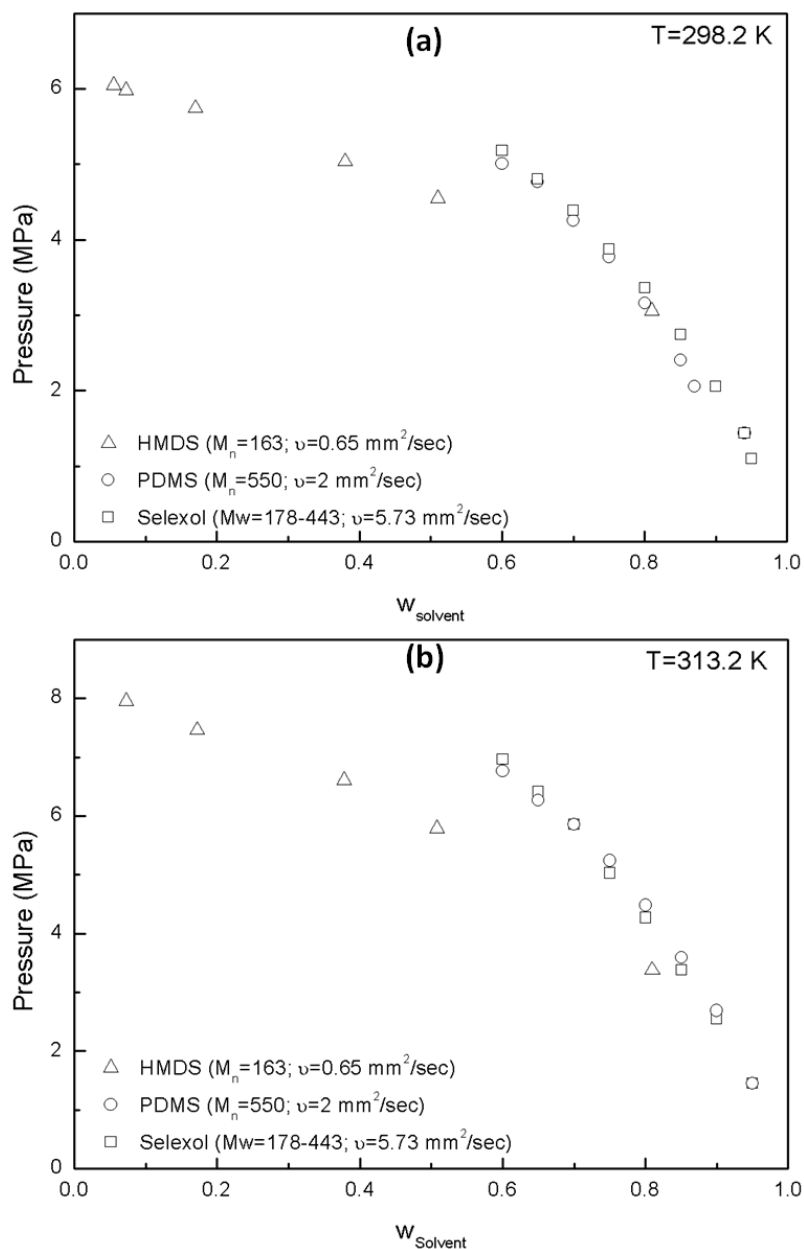 (a)
T=298.2 K
6
4
2
0
Pressure (MPa)
HMDS (Mₙ=163; υ=0.65 mm²/sec)
PDMS (Mₙ=550; υ=2 mm²/sec)
Selexol (Mw=178-443; υ=5.73 mm²/sec)
0.0 0.2 0.4 0.6 0.8 1.0
w_solvent
(b)
T=313.2 K
8
6
4
2
0
Pressure (MPa)
HMDS (Mₙ=163; υ=0.65 mm²/sec)
PDMS (Mₙ=550; υ=2 mm²/sec)
Selexol (Mw=178-443; υ=5.73 mm²/sec)
0.0 0.2 0.4 0.6 0.8 1.0
w_Solvent